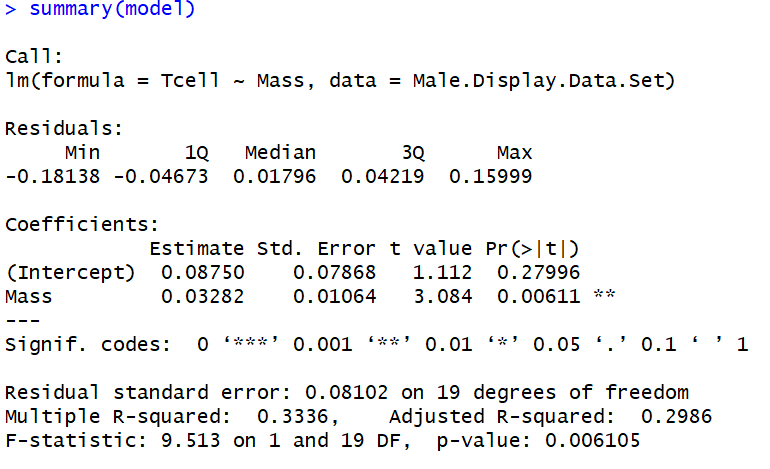 > summary(model)
Call:
lm(formula = Tcell ~ Mass, data = Male.Display.Data.Set)
Residuals:
     Min       1Q   Median       3Q      Max
-0.18138 -0.04673  0.01796  0.04219  0.15999
Coefficients:
            Estimate Std. Error t value Pr(>|t|)
(Intercept)  0.08750    0.07868   1.112  0.27996
Mass         0.03282    0.01064   3.084  0.00611 **
---
Signif. codes:  0 ‘***’ 0.001 ‘**’ 0.01 ‘*’ 0.05 ‘.’ 0.1 ‘ ’ 1
Residual standard error: 0.08102 on 19 degrees of freedom
Multiple R-squared:  0.3336,    Adjusted R-squared:  0.2986
F-statistic: 9.513 on 1 and 19 DF,  p-value: 0.006105